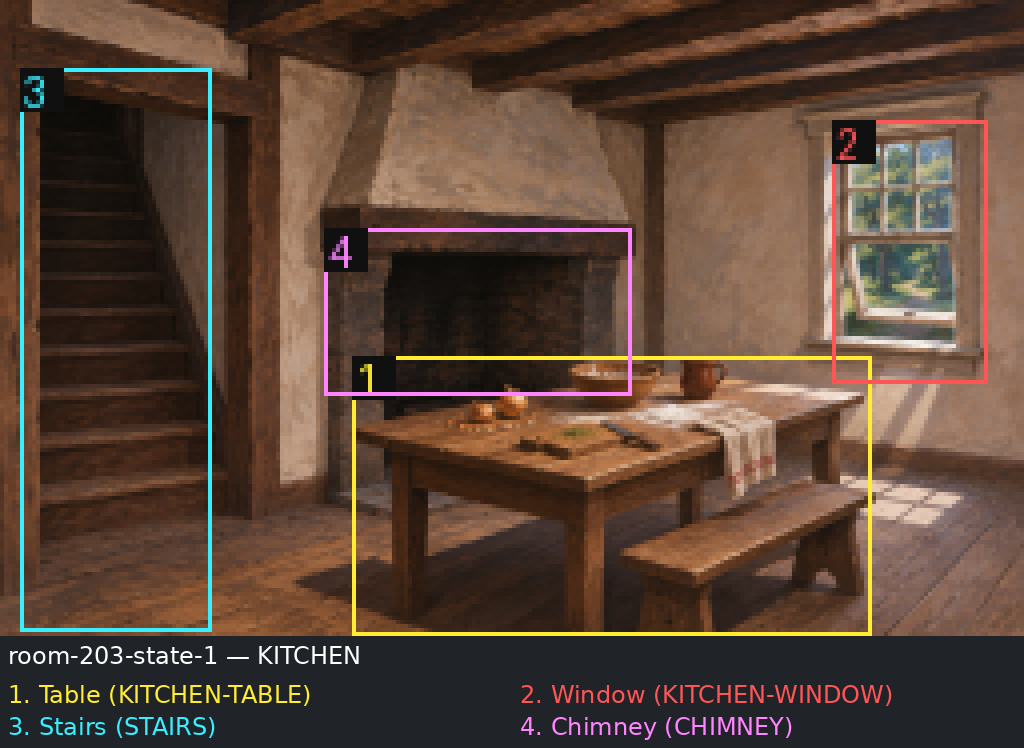 3
2
4
1
room-203-state-1 — KITCHEN
1. Table (KITCHEN-TABLE)
2. Window (KITCHEN-WINDOW)
3. Stairs (STAIRS)
4. Chimney (CHIMNEY)